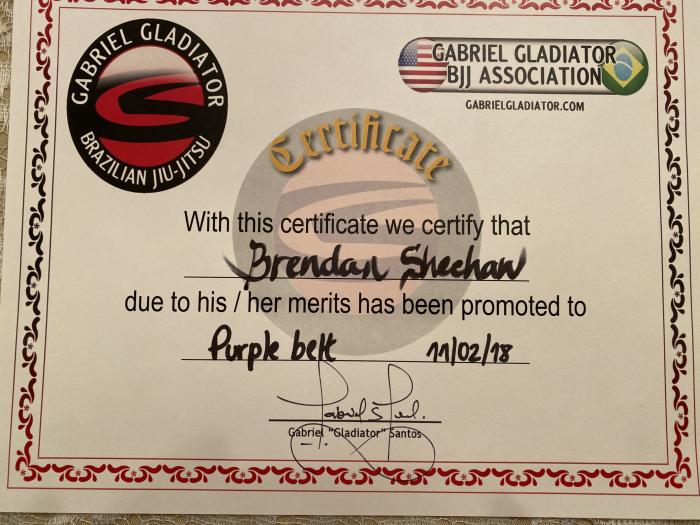 GABRIEL GLADIATOR
BRAZILIAN JIU-JITSU
GABRIEL GLADIATOR
BJJ ASSOCIATION
GABRIELGLADIATOR.COM
Certificate
With this certificate we certify that
Brendan Sheehan
due to his / her merits has been promoted to
Purple belt 11/02/18
Gabriel "Gladiator" Santos